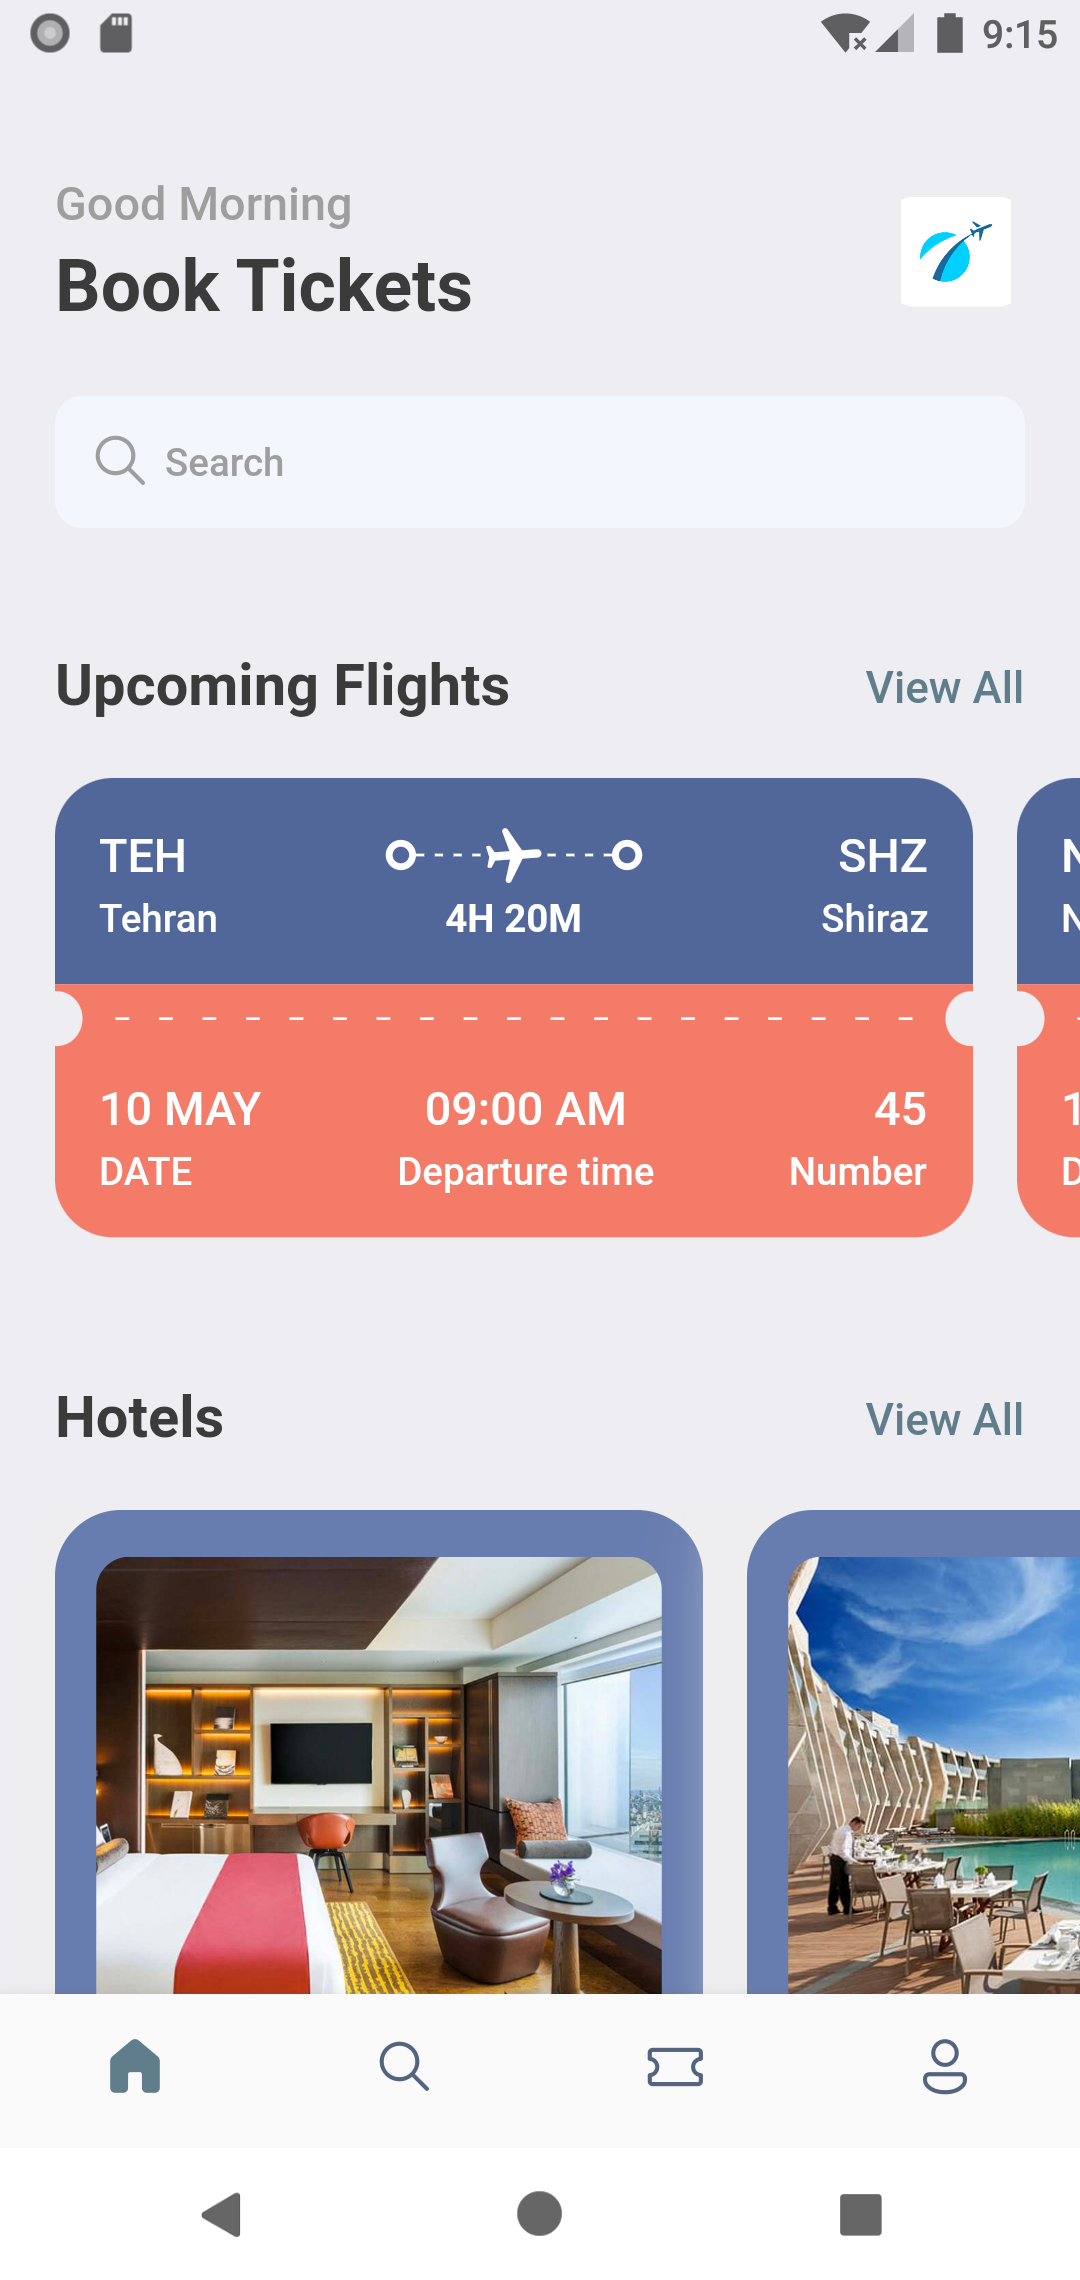 9:15
Good Morning
Book Tickets
Search
Upcoming Flights
View All
TEH
SHZ
Tehran
4H 20M
Shiraz
10 MAY
09:00 AM
45
DATE
Departure time
Number
Hotels
View All